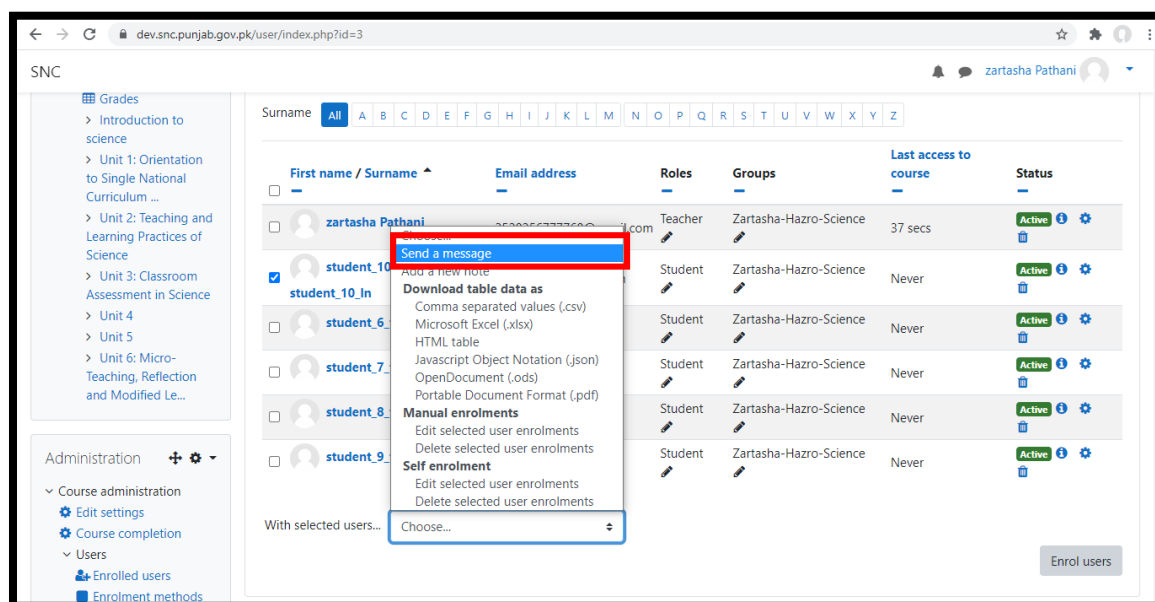 dev.snc.punjab.gov.pk/user/index.php?id=3
SNC
zartasha Pathani
Grades
> Introduction to
science
> Unit 1: Orientation
to Single National
Curriculum ...
> Unit 2: Teaching and
Learning Practices of
Science
> Unit 3: Classroom
Assessment in Science
> Unit 4
> Unit 5
> Unit 6: Micro-
Teaching, Reflection
and Modified Le...
Administration
Course administration
Edit settings
Course completion
Users
Enrolled users
Enrolment methods
Surname All A B C D E F G H I J K L M N O P Q R S T U V W X Y Z
First name / Surname Email address Roles Groups Last access to course Status
zartasha Pathani Teacher Zartasha-Hazro-Science 37 secs Active
student_10
student_10_ln Student Zartasha-Hazro-Science Never Active
student_6_ Student Zartasha-Hazro-Science Never Active
student_7_ Student Zartasha-Hazro-Science Never Active
student_8_ Student Zartasha-Hazro-Science Never Active
student_9_ Student Zartasha-Hazro-Science Never Active
Choose...
Send a message
Add a new note
Download table data as
Comma separated values (.csv)
Microsoft Excel (.xlsx)
HTML table
Javascript Object Notation (.json)
OpenDocument (.ods)
Portable Document Format (.pdf)
Manual enrolments
Edit selected user enrolments
Delete selected user enrolments
Self enrolment
Edit selected user enrolments
Delete selected user enrolments
With selected users... Choose...
Enrol users